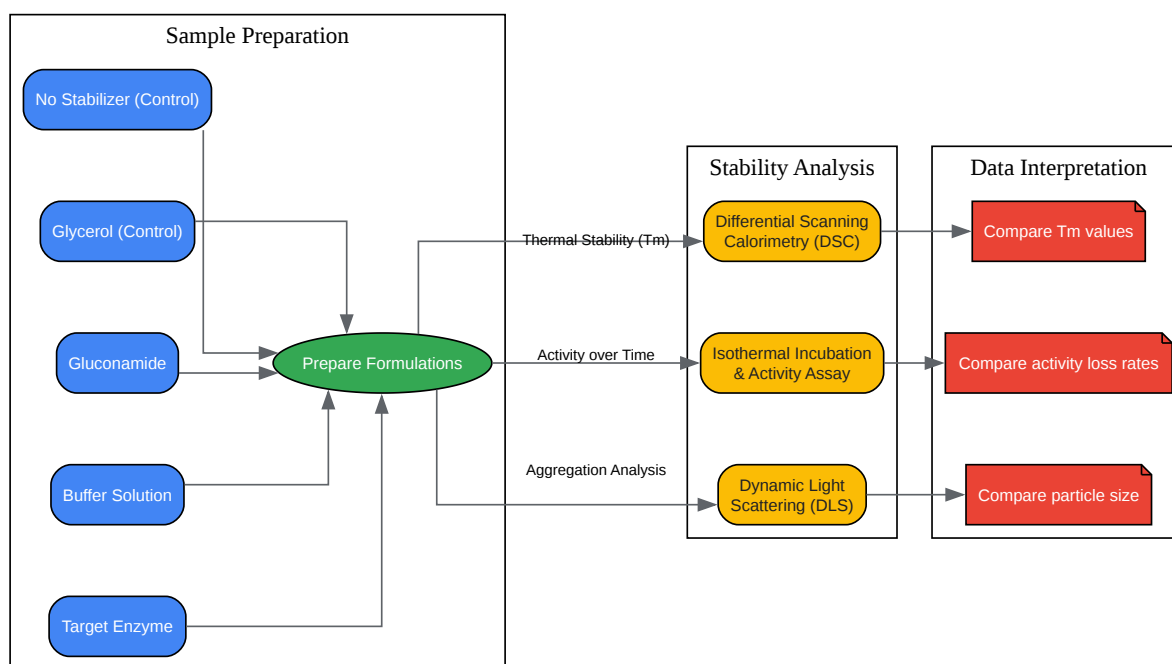 Sample Preparation
No Stabilizer (Control)
Glycerol (Control)
Gluconamide
Buffer Solution
Target Enzyme
Prepare Formulations
Thermal Stability (Tm)
Activity over Time
Aggregation Analysis
Stability Analysis
Differential Scanning
Calorimetry (DSC)
Isothermal Incubation
& Activity Assay
Dynamic Light
Scattering (DLS)
Data Interpretation
Compare Tm values
Compare activity loss rates
Compare particle size